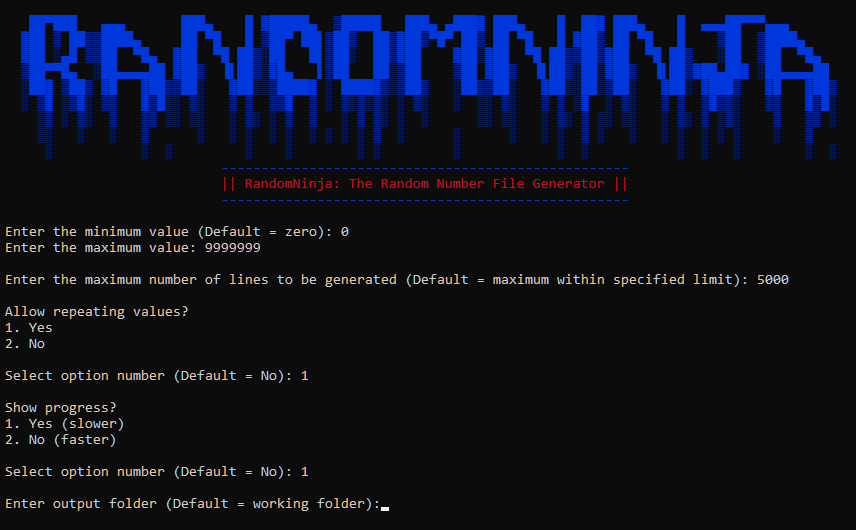 RANDOMNINJA
---------------------------------------------------
|| RandomNinja: The Random Number File Generator ||
---------------------------------------------------
Enter the minimum value (Default = zero): 0
Enter the maximum value: 9999999
Enter the maximum number of lines to be generated (Default = maximum within specified limit): 5000
Allow repeating values?
1. Yes
2. No
Select option number (Default = No): 1
Show progress?
1. Yes (slower)
2. No (faster)
Select option number (Default = No): 1
Enter output folder (Default = working folder):